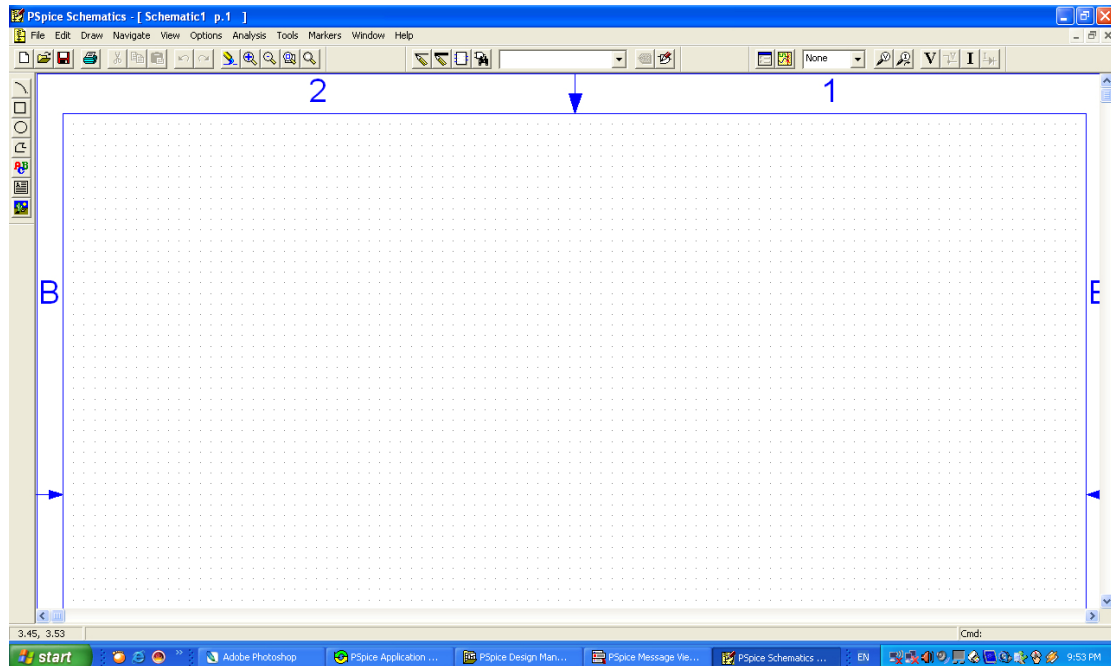 PSpice Schematics - [ Schematic1 p.1 ]
File Edit Draw Navigate View Options Analysis Tools Markers Window Help
None V I
2 1
B
3.45, 3.53 Cmd:
start Adobe Photoshop PSpice Application ... PSpice Design Man... PSpice Message Vie... PSpice Schematics ... EN 9:53 PM